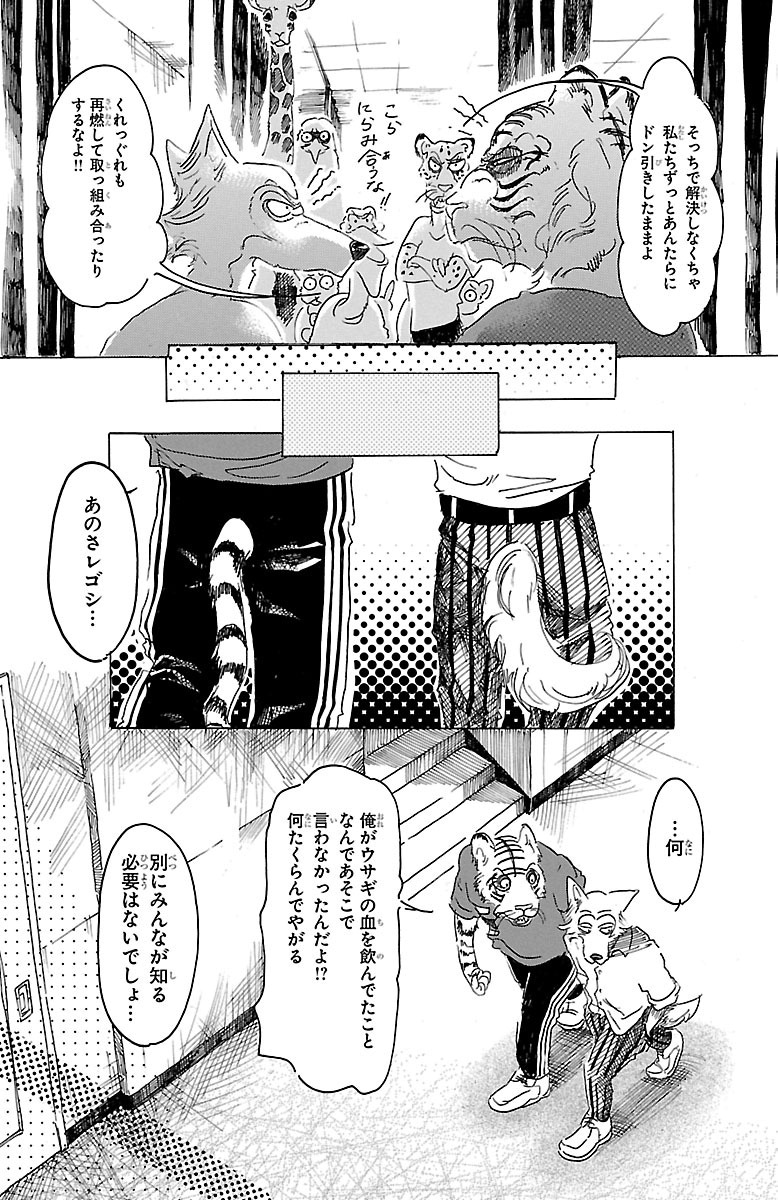 そっちで解決しなくちゃ
私たちずっとあんたらに
ドン引きしたままよ
こらぁ
にらみ合うな!!
くれっぐれも
再燃して取っ組み合ったり
するなよ!!
あのさレゴシ…
…何
俺がウサギの血を飲んでたこと
なんであそこで
言わなかったんだよ!?
何たくらんでやがる
別にみんなが知る
必要はないでしょ…